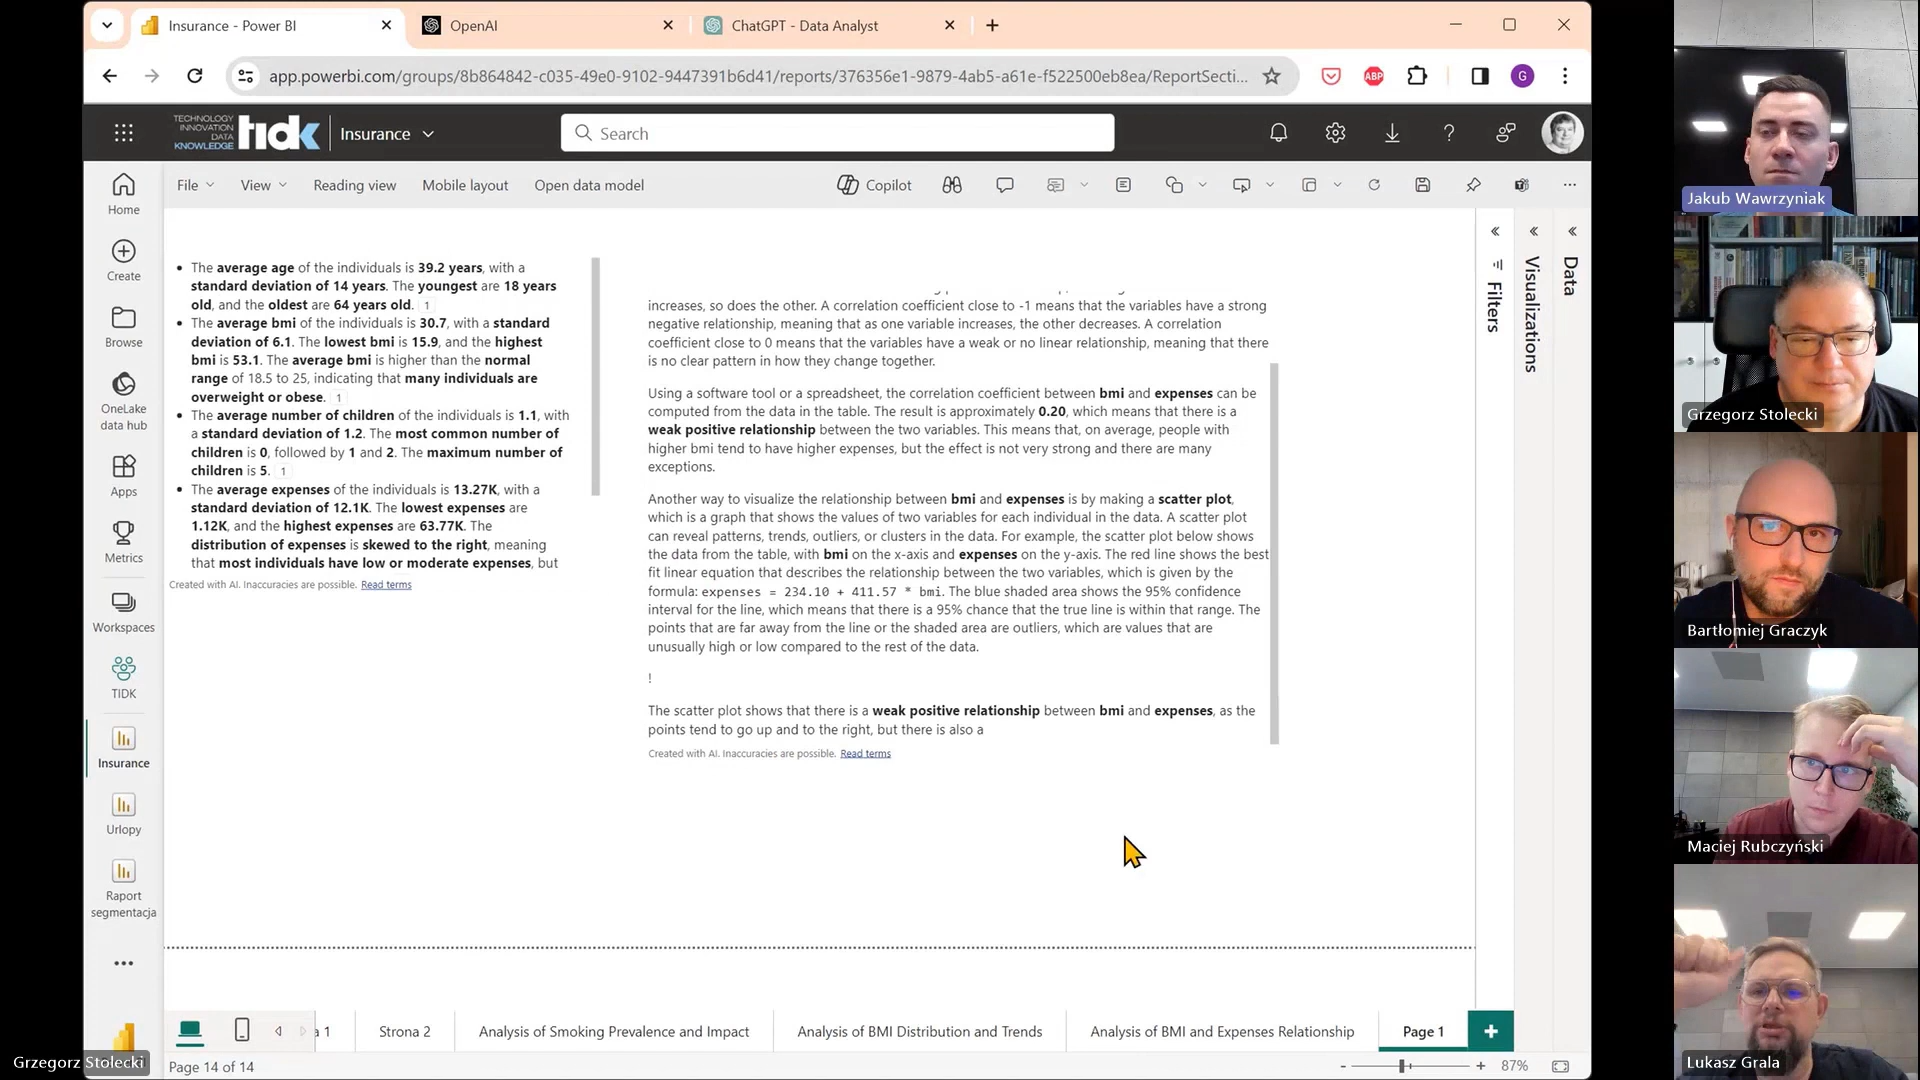 Insurance - Power BI
OpenAI
ChatGPT - Data Analyst
app.powerbi.com/groups/8b864842-c035-49e0-9102-9447391b6d41/reports/376356e1-9879-4ab5-a61e-f522500eb8ea/ReportSecti...
ABP
G
TECHNOLOGY
INNOVATION
DATA
KNOWLEDGE
tidk
Insurance
Search
File
View
Reading view
Mobile layout
Open data model
Copilot
Home
Create
Browse
OneLake
data hub
Apps
Metrics
Workspaces
TIDK
Insurance
Urlopy
Raport
segmentacja
• The average age of the individuals is 39.2 years, with a
standard deviation of 14 years. The youngest are 18 years
old, and the oldest are 64 years old. 1
• The average bmi of the individuals is 30.7, with a standard
deviation of 6.1. The lowest bmi is 15.9, and the highest
bmi is 53.1. The average bmi is higher than the normal
range of 18.5 to 25, indicating that many individuals are
overweight or obese. 1
• The average number of children of the individuals is 1.1, with
a standard deviation of 1.2. The most common number of
children is 0, followed by 1 and 2. The maximum number of
children is 5. 1
• The average expenses of the individuals is 13.27K, with a
standard deviation of 12.1K. The lowest expenses are
1.12K, and the highest expenses are 63.77K. The
distribution of expenses is skewed to the right, meaning
that most individuals have low or moderate expenses, but
Created with AI. Inaccuracies are possible. Read terms
increases, so does the other. A correlation coefficient close to -1 means that the variables have a strong
negative relationship, meaning that as one variable increases, the other decreases. A correlation
coefficient close to 0 means that the variables have a weak or no linear relationship, meaning that there
is no clear pattern in how they change together.
Using a software tool or a spreadsheet, the correlation coefficient between bmi and expenses can be
computed from the data in the table. The result is approximately 0.20, which means that there is a
weak positive relationship between the two variables. This means that, on average, people with
higher bmi tend to have higher expenses, but the effect is not very strong and there are many
exceptions.
Another way to visualize the relationship between bmi and expenses is by making a scatter plot,
which is a graph that shows the values of two variables for each individual in the data. A scatter plot
can reveal patterns, trends, outliers, or clusters in the data. For example, the scatter plot below shows
the data from the table, with bmi on the x-axis and expenses on the y-axis. The red line shows the best
fit linear equation that describes the relationship between the two variables, which is given by the
formula: expenses = 234.10 + 411.57 * bmi. The blue shaded area shows the 95% confidence
interval for the line, which means that there is a 95% chance that the true line is within that range. The
points that are far away from the line or the shaded area are outliers, which are values that are
unusually high or low compared to the rest of the data.
!
The scatter plot shows that there is a weak positive relationship between bmi and expenses, as the
points tend to go up and to the right, but there is also a
Created with AI. Inaccuracies are possible. Read terms
Filters
Visualizations
Data
a 1
Strona 2
Analysis of Smoking Prevalence and Impact
Analysis of BMI Distribution and Trends
Analysis of BMI and Expenses Relationship
Page 1
Page 14 of 14
87%
Grzegorz Stolecki
Jakub Wawrzyniak
Grzegorz Stolecki
Bartłomiej Graczyk
Maciej Rubczyński
Lukasz Grala